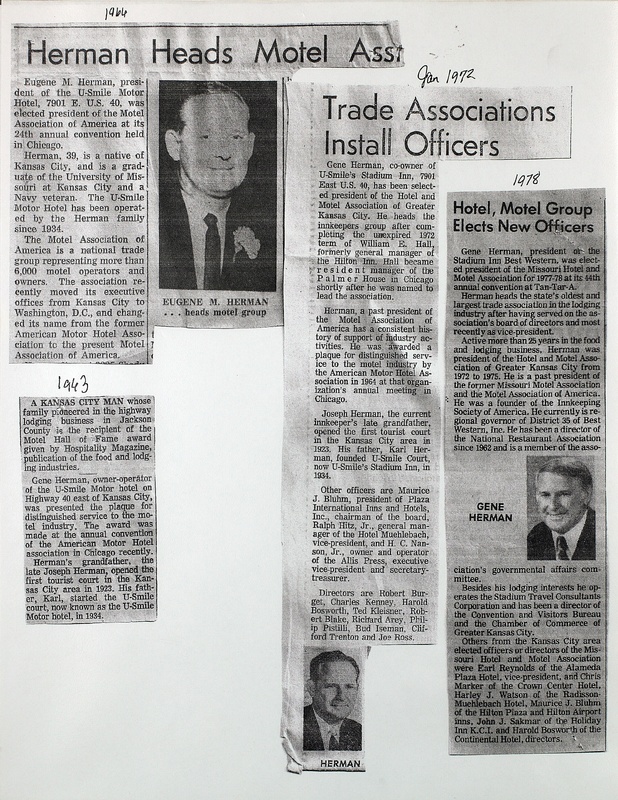 1966
Herman Heads Motel Assn
Eugene M. Herman, presi-
dent of the U-Smile Motor
Hotel, 7901 E. U.S. 40, was
elected president of the Motel
Association of America at its
24th annual convention held
in Chicago.
Herman, 39, is a native of
Kansas City, and is a grad-
uate of the University of Mis-
souri at Kansas City and a
Navy veteran. The U-Smile
Motor Hotel has been operat-
ed by the Herman family
since 1934.
The Motel Association of
America is a national trade
group representing more than
6,000 motel operators and
owners. The association re-
cently moved its executive
offices from Kansas City to
Washington, D.C., and chang-
ed its name from the former
American Motor Hotel Asso-
ciation to the present Motel
Association of America.
EUGENE M. HERMAN
. . . heads motel group
1943
A KANSAS CITY MAN whose
family pioneered in the highway
lodging business in Jackson
County is the recipient of the
Motel Hall of Fame award
given by Hospitality Magazine,
publication of the food and lodg-
ing industries.
Gene Herman, owner-operator
of the U-Smile Motor hotel on
Highway 40 east of Kansas City,
was presented the plaque for
distinguished service to the mo-
tel industry. The award was
made at the annual convention
of the American Motor Hotel
association in Chicago recently.
Herman's grandfather, the
late Joseph Herman, opened the
first tourist court in the Kan-
sas City area in 1923. His fath-
er, Karl, started the U-Smile
court, now known as the U-Smile
Motor hotel, in 1934.
Jan 1972
Trade Associations
Install Officers
Gene Herman, co-owner of
U-Smile's Stadium Inn, 7901
East U.S. 40, has been select-
ed president of the Hotel and
Motel Association of Greater
Kansas City. He heads the
innkeepers group after com-
pleting the unexpired 1972
term of William E. Hall,
formerly general manager of
the Hilton Inn. Hall became
resident manager of the
Palmer House in Chicago
shortly after he was named to
lead the association.
Herman, a past president of
the Motel Association of
America has a consistent his-
tory of support of industry ac-
tivities. He was awarded a
plaque for distinguished serv-
ice to the motel industry by
the American Motor Hotel As-
sociation in 1964 at that organ-
ization's annual meeting in
Chicago.
Joseph Herman, the current
innkeeper's late grandfather,
opened the first tourist court
in the Kansas City area in
1923. His father, Karl Her-
man, founded U-Smile Court,
now U-Smile's Stadium Inn, in
1934.
Other officers are Maurice
J. Bluhm, president of Plaza
International Inns and Hotels,
Inc., chairman of the board,
Ralph Hitz, Jr., general man-
ager of the Hotel Muehlebach,
vice-president, and H. C. Nan-
son, Jr., owner and operator
of the Allis Press, executive
vice-president and secretary-
treasurer.
Directors are Robert Bur-
get, Charles Kenney, Harold
Bosworth, Ted Kleisner, Rob-
ert Blake, Richard Arey, Phil-
ip Pistilli, Bud Iseman, Clif-
ford Trenton and Joe Ross.
HERMAN
1978
Hotel, Motel Group
Elects New Officers
Gene Herman, president or the
Stadium Inn Best Western, was elect-
ed president of the Missouri Hotel and
Motel Association for 1977-78 at its 44th
annual convention at Tan-Tar-A.
Herman heads the state's oldest and
largest trade association in the lodging
industry after having served on the as-
sociation's board of directors and most
recently as vice-president.
Active more than 25 years in the food
and lodging business, Herman was
president of the Hotel and Motel Asso-
ciation of Greater Kansas City from
1972 to 1975. He is a past president of
the former Missouri Motel Association
and the Motel Association of America.
He was a founder of the Innkeeping
Society of America. He currently is re-
gional governor of District 35 of Best
Western, Inc. He has been a director of
the National Restaurant Association
since 1962 and is a member of the asso-
GENE
HERMAN
ciation's governmental affairs com-
mittee.
Besides his lodging interests he op-
erates the Stadium Travel Consultants
Corporation and has been a director of
the Convention and Visitors Bureau
and the Chamber of Commerce of
Greater Kansas City.
Others from the Kansas City area
elected officers or directors of the Mis-
souri Hotel and Motel Association
were Earl Reynolds of the Alameda
Plaza Hotel, vice-president, and Chris
Marker of the Crown Center Hotel,
Harley J. Watson of the Radisson-
Muehlebach Hotel, Maurice J. Bluhm
of the Hilton Plaza and Hilton Airport
inns, John J. Sakmar of the Holiday
Inn K.C.I. and Harold Bosworth of the
Continental Hotel, directors.